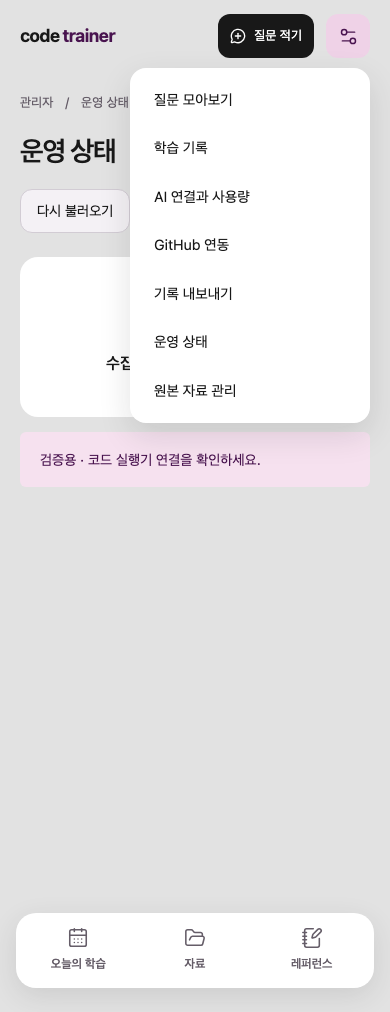 code trainer
질문 적기
관리자 / 운영 상태
운영 상태
다시 불러오기
수집
질문 모아보기
학습 기록
AI 연결과 사용량
GitHub 연동
기록 내보내기
운영 상태
원본 자료 관리
검증용 · 코드 실행기 연결을 확인하세요.
오늘의 학습
자료
레퍼런스